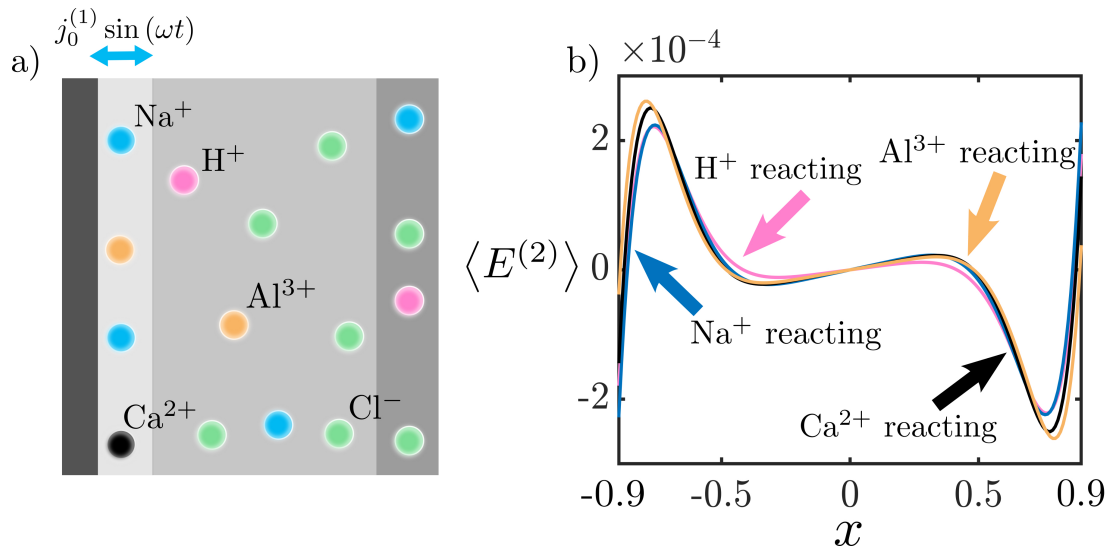 j₀⁽¹⁾ sin (ωt)
a)
Na⁺
H⁺
Al³⁺
Ca²⁺
Cl⁻
b)
×10⁻⁴
2
0
-2
⟨E⁽²⁾⟩
H⁺ reacting
Al³⁺ reacting
Na⁺ reacting
Ca²⁺ reacting
-0.9
-0.5
0
0.5
0.9
x